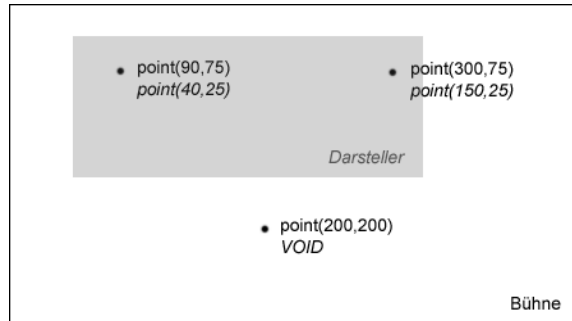 point(90,75)
point(40,25)
point(300,75)
point(150,25)
Darsteller
point(200,200)
VOID
Bühne